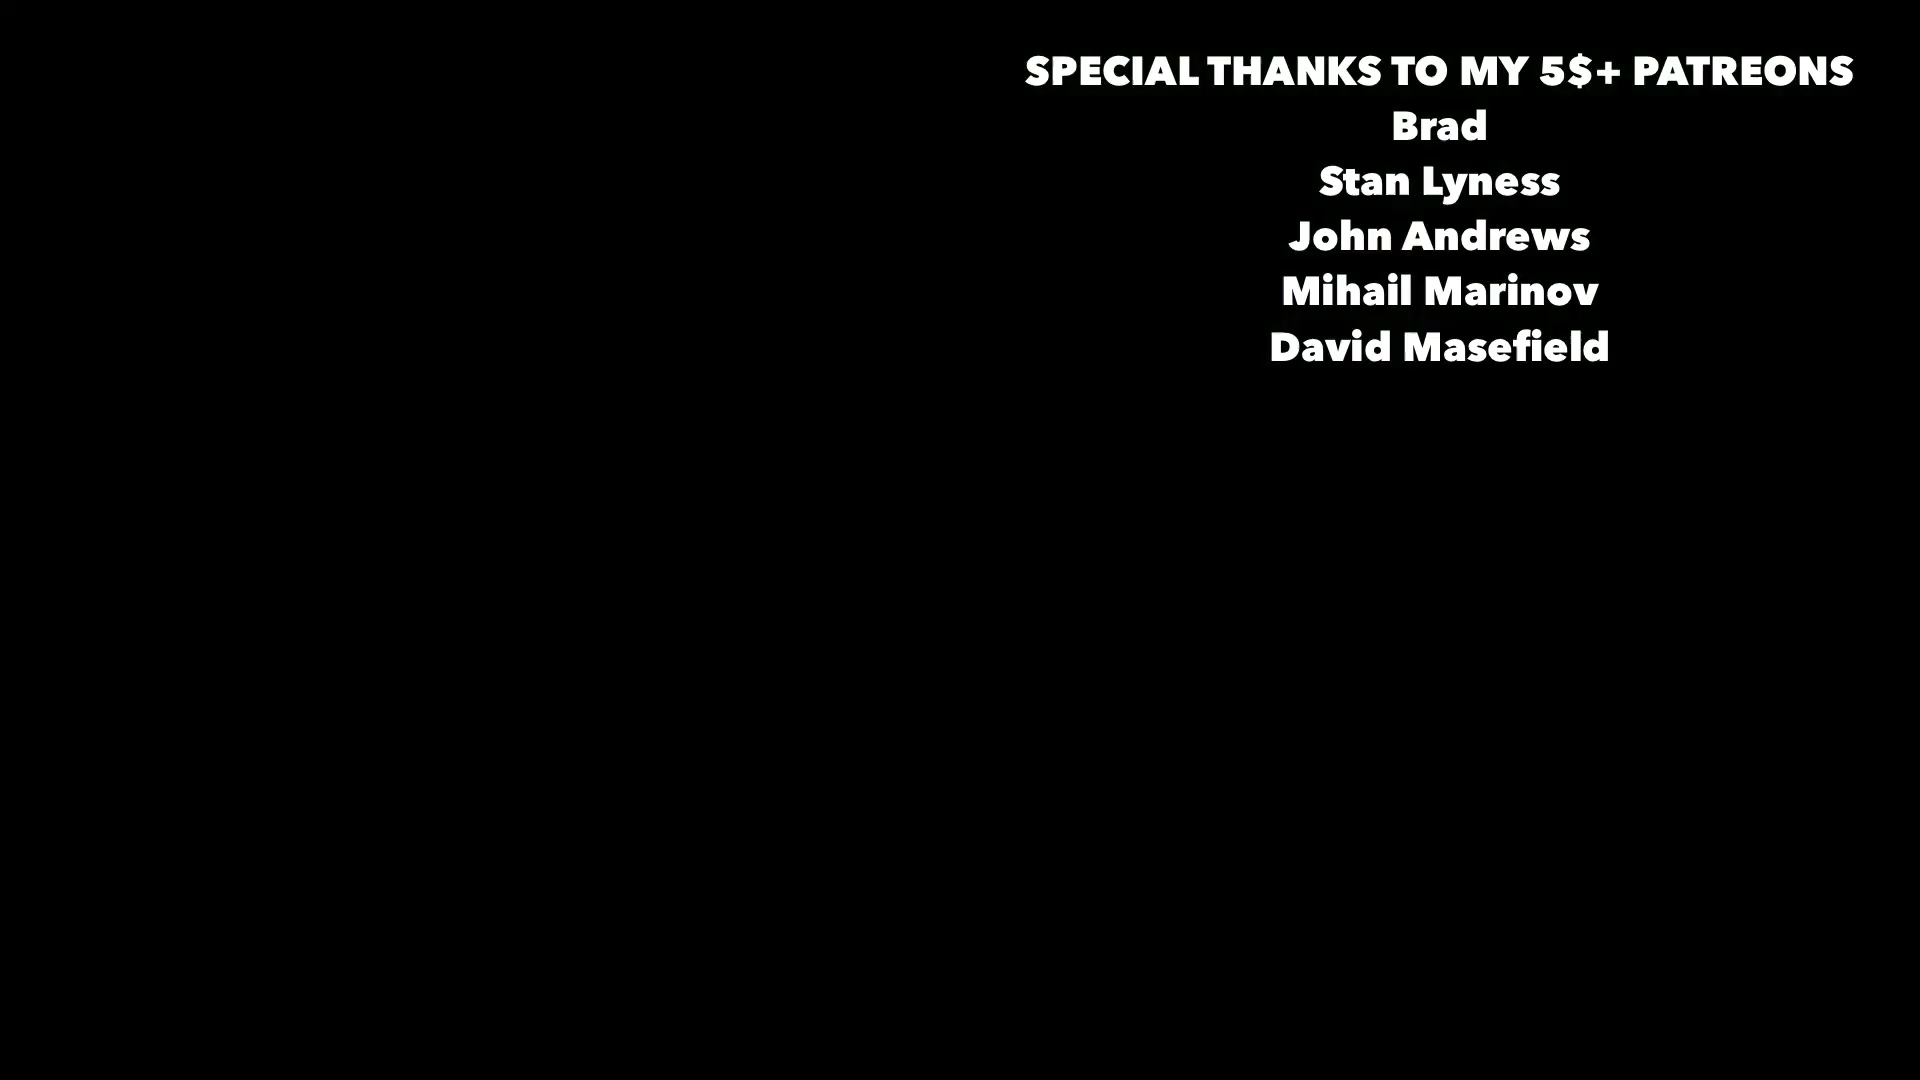 SPECIAL THANKS TO MY 5$+ PATREONS
Brad
Stan Lyness
John Andrews
Mihail Marinov
David Masefield